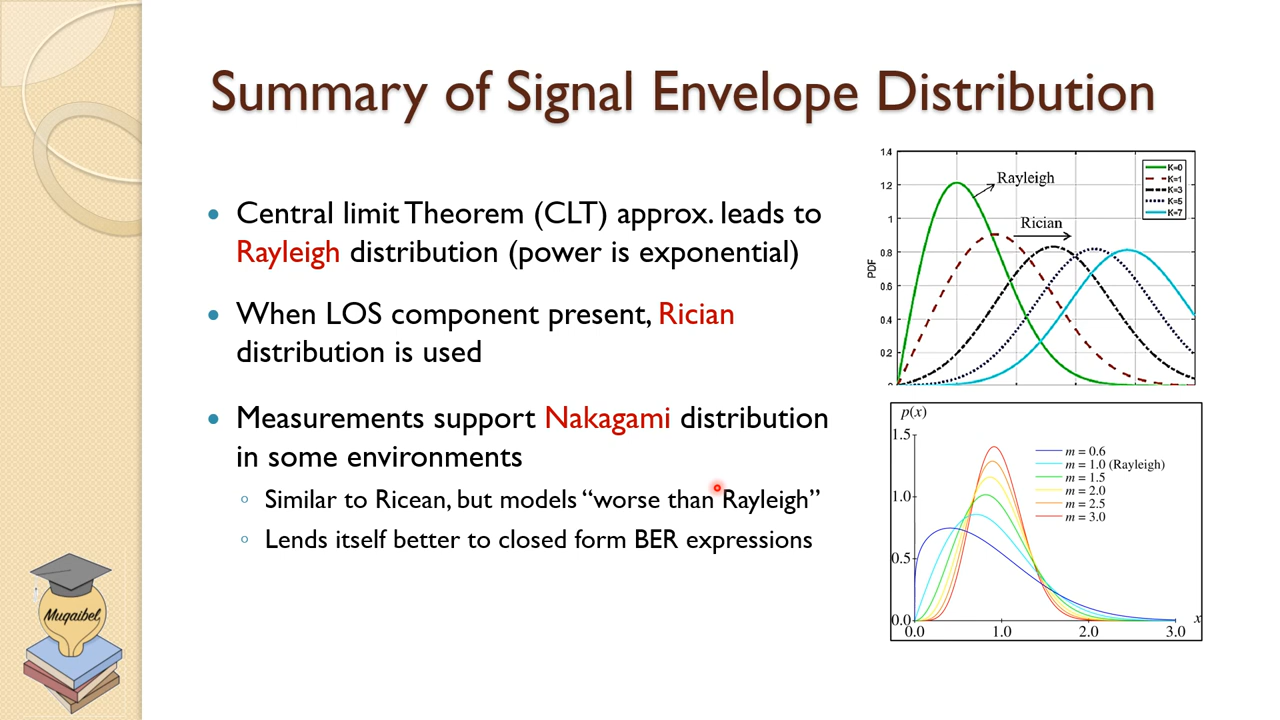 Summary of Signal Envelope Distribution
Central limit Theorem (CLT) approx. leads to
Rayleigh distribution (power is exponential)
When LOS component present, Rician
distribution is used
Measurements support Nakagami distribution
in some environments
Similar to Ricean, but models “worse than Rayleigh”
Lends itself better to closed form BER expressions
1.4
1.2
1
0.8
0.6
0.4
0.2
0
PDF
Rayleigh
Rician
K=0
K=1
K=3
K=5
K=7
p(x)
1.5
1.0
0.5
0.0
0.0 1.0 2.0 3.0
x
m = 0.6
m = 1.0 (Rayleigh)
m = 1.5
m = 2.0
m = 2.5
m = 3.0
Muqaibel